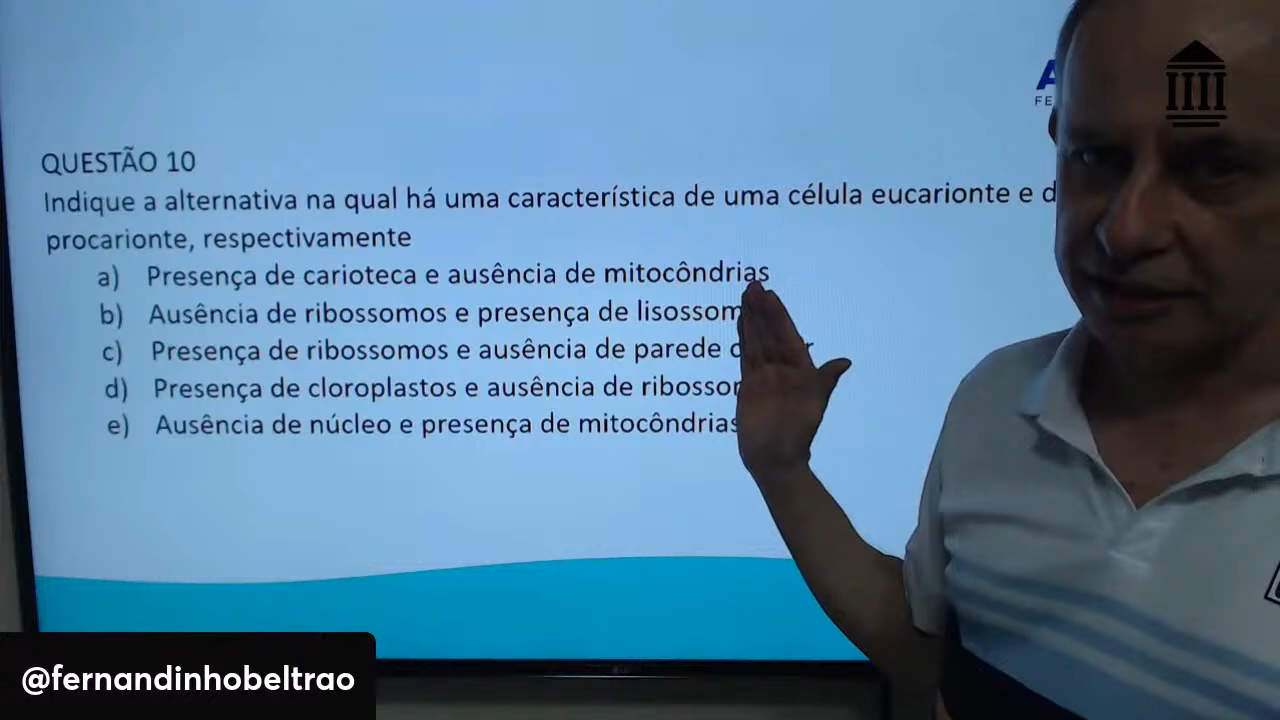 QUESTÃO 10
Indique a alternativa na qual há uma característica de uma célula eucarionte e
procarionte, respectivamente
a) Presença de carioteca e ausência de mitocôndrias
b) Ausência de ribossomos e presença de
c) Presença de ribossomos e ausência de parede
d) Presença de cloroplastos e ausência de
e) Ausência de núcleo e presença de mitocôndrias
@fernandinhobeltrao